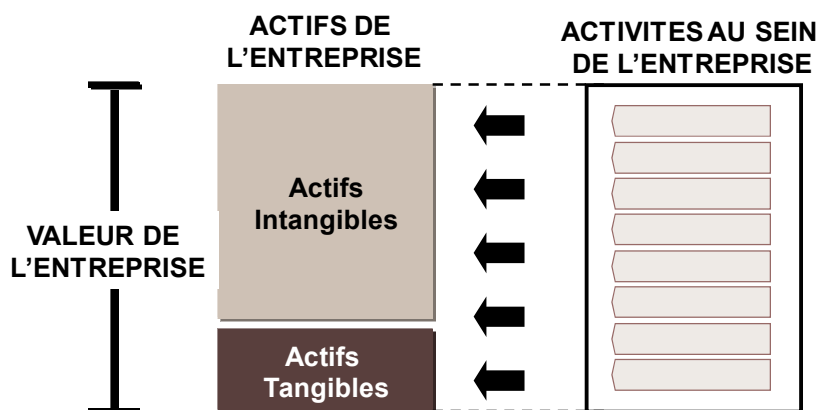 ACTIFS DE
L’ENTREPRISE
ACTIVITES AU SEIN
DE L’ENTREPRISE
Actifs
Intangibles
VALEUR DE
L’ENTREPRISE
Actifs
Tangibles